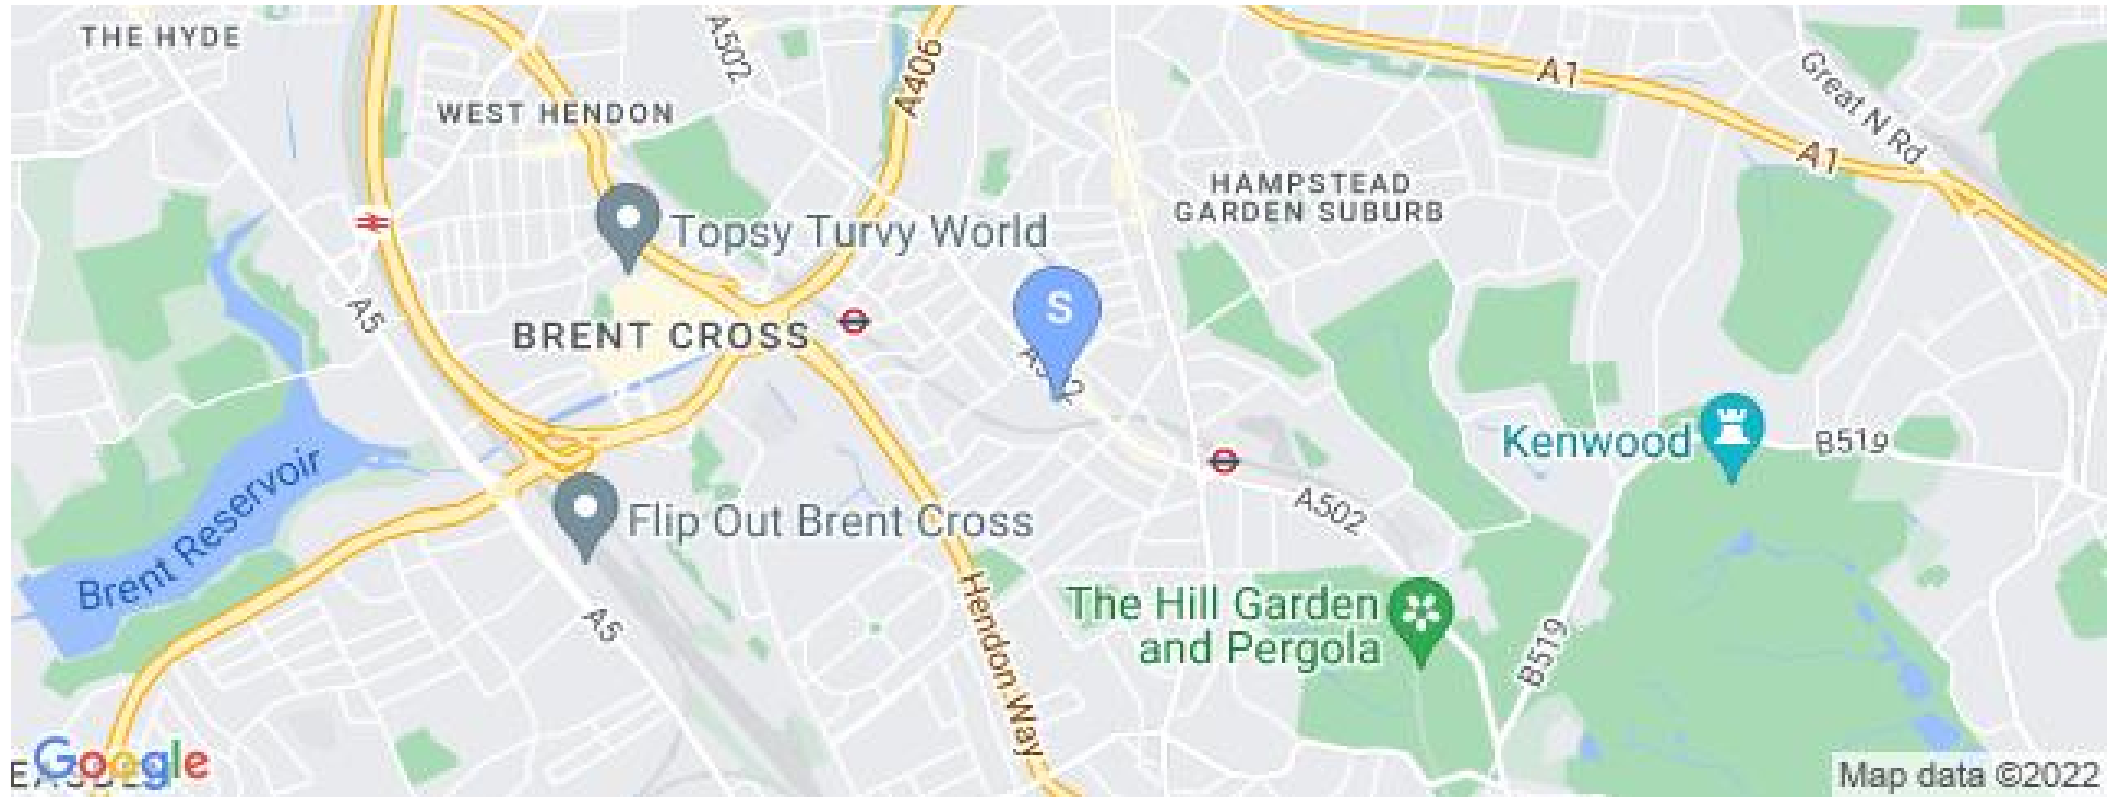 THE HYDE
A502
A406
A1
Great N Rd
WEST HENDON
A1
HAMPSTEAD
GARDEN SUBURB
Topsy Turvy World
S
A5
BRENT CROSS
Kenwood
B519
Brent Reservoir
Flip Out Brent Cross
A502
The Hill Garden
and Pergola
A5
Hendon Way
B519
Google
Map data ©2022